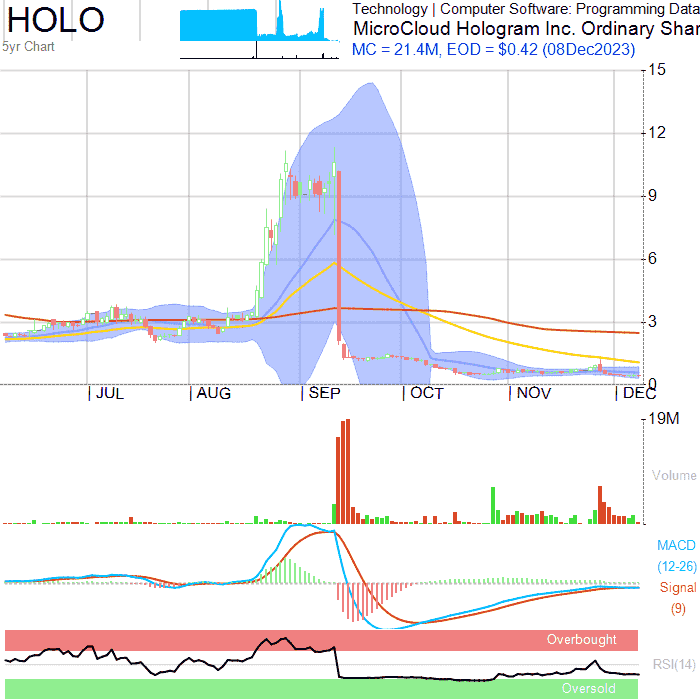 HOLO
5yr Chart
Technology | Computer Software: Programming Data
MicroCloud Hologram Inc. Ordinary Shar
MC = 21.4M, EOD = $0.42 (08Dec2023)
15
12
9
6
3
0
JUL
AUG
SEP
OCT
NOV
DEC
19M
Volume
MACD
(12-26)
Signal
(9)
Overbought
RSI(14)
Oversold